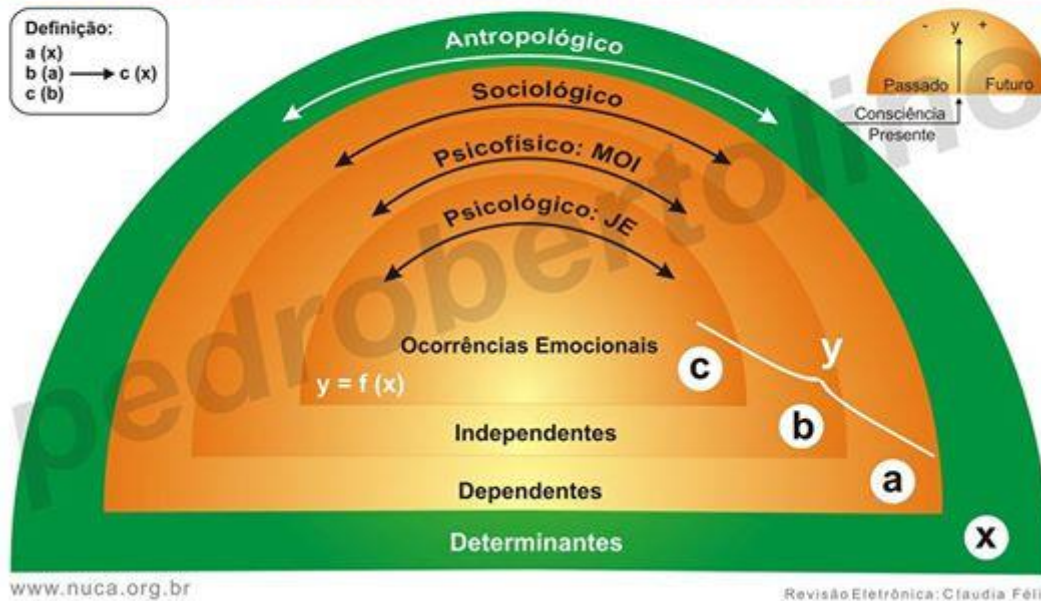 Definição:
a (x)
b (a) → c (x)
c (b)
Antropológico
Sociológico
Psicofísico: MOI
Psicológico: JE
- y +
Passado
Futuro
Consciência
Presente
Ocorrências Emocionais
y = f (x)
c
y
Independentes
b
Dependentes
a
Determinantes
x
pedrobertolino
www.nuca.org.br
Revisão Eletrônica: Claudia Féli